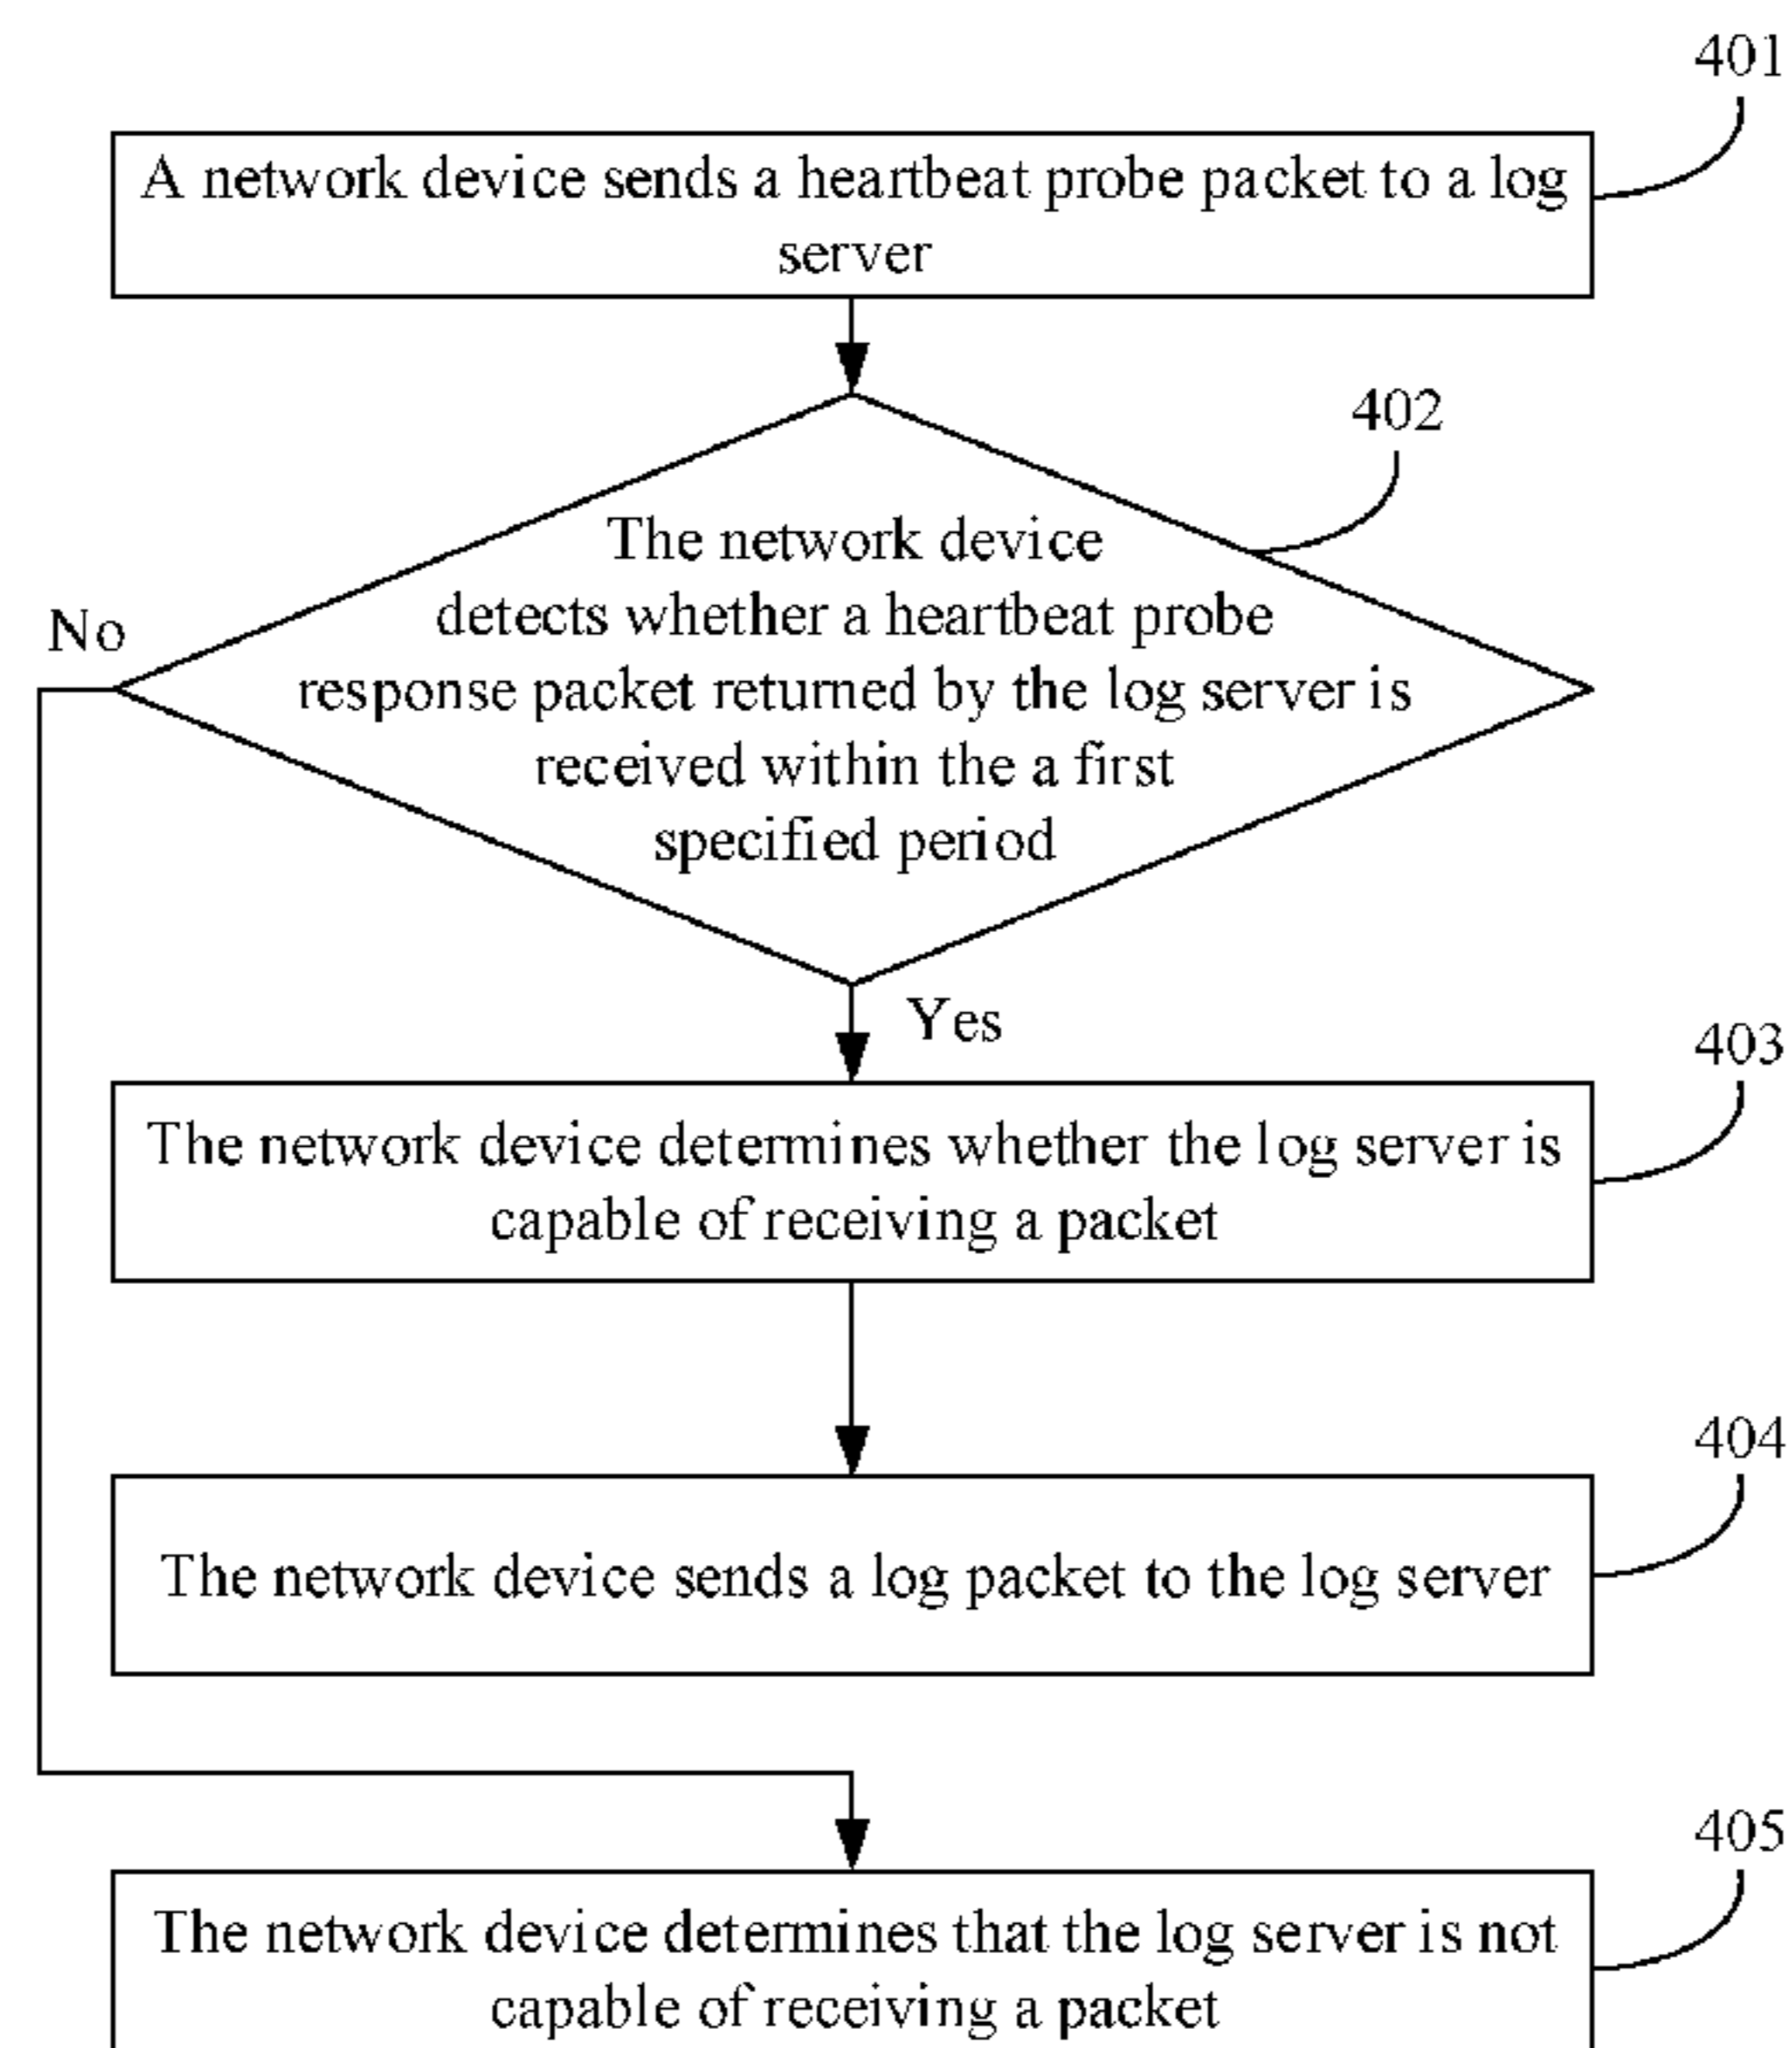 401
A network device sends a heartbeat probe packet to a log
server
402
The network device
detects whether a heartbeat probe
response packet returned by the log server is
received within the a first
specified period
No
Yes
403
The network device determines whether the log server is
capable of receiving a packet
404
The network device sends a log packet to the log server
405
The network device determines that the log server is not
capable of receiving a packet